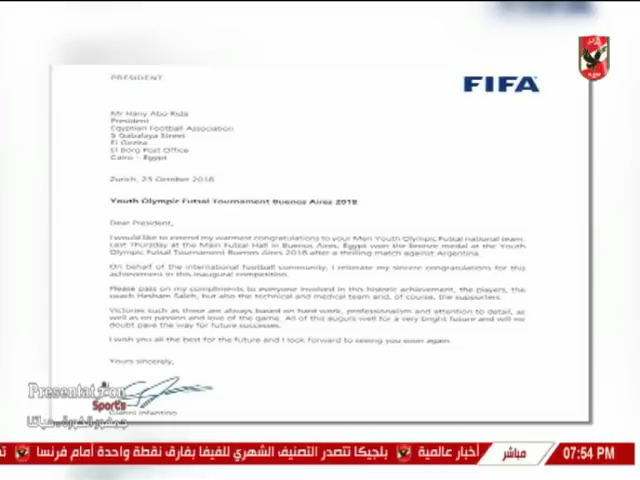 PRESIDENT
FIFA
Mr Hany Abo Rida
President
Egyptian Football Association
5 Gabalaya Street
El Gezira
El Borg Post Office
Cairo – Egypt
Zurich, 23 October 2018
Youth Olympic Futsal Tournament Buenos Aires 2018
Dear President,
I would like to extend my warmest congratulations to your Men Youth Olympic Futsal national team.
Last Thursday at the Main Futsal Hall in Buenos Aires, Egypt won the bronze medal at the Youth
Olympic Futsal Tournament Buenos Aires 2018 after a thrilling match against Argentina.
On behalf of the international football community, I reiterate my sincere congratulations for this
achievement in this inaugural competition.
Please pass on my compliments to everyone involved in this historic achievement, the players, the
coach Hesham Saleh, but also the technical and medical team and, of course, the supporters.
Victories such as these are always based on hard work, professionalism and attention to detail, as
well as on passion and love of the game. All of this augurs well for a very bright future and will no
doubt pave the way for future successes.
I wish you all the best for the future and I look forward to seeing you soon again.
Yours sincerely,
Gianni Infantino
Presentation
Sports
07:54 PM
مباشر
أخبار عالمية
بلجيكا تتصدر التصنيف الشهري للفيفا بفارق نقطة واحدة أمام فرنسا